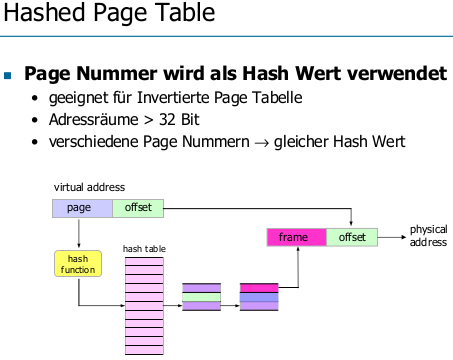 Hashed Page Table
Page Nummer wird als Hash Wert verwendet
geeignet für Invertierte Page Tabelle
Adressräume > 32 Bit
verschiedene Page Nummern → gleicher Hash Wert
virtual address
page offset
hash table
hash
function
frame offset
physical
address